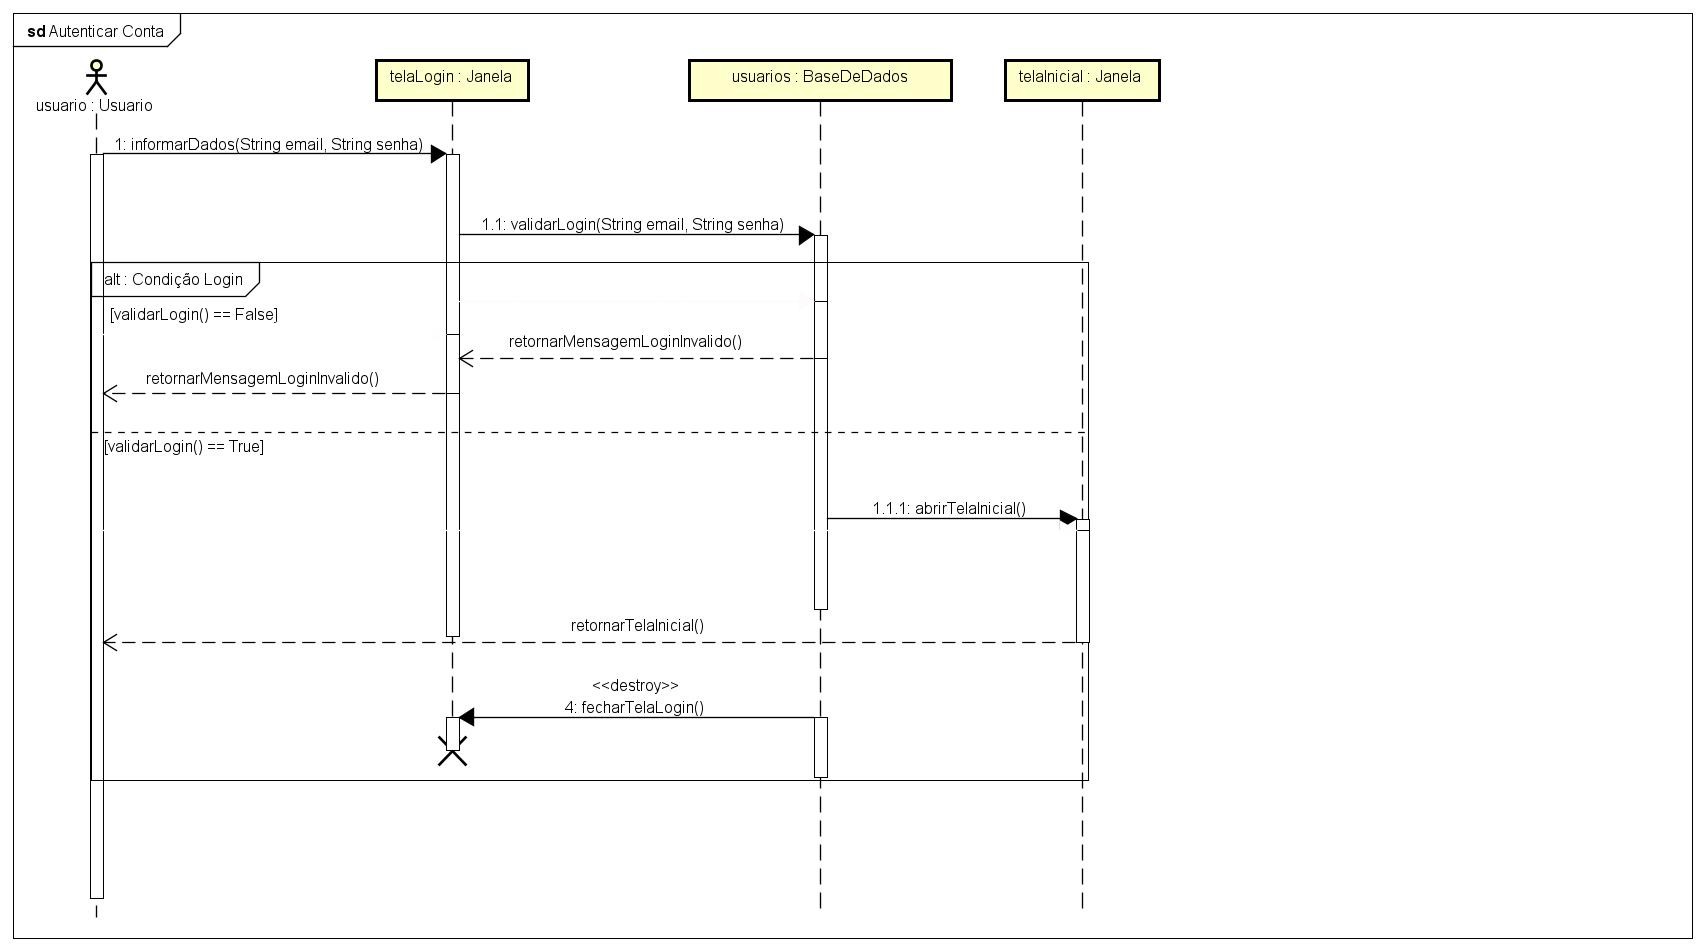 sd Autenticar Conta
usuario : Usuario
telaLogin : Janela
usuarios : BaseDeDados
telaInicial : Janela
1: informarDados(String email, String senha)
1.1: validarLogin(String email, String senha)
alt : Condição Login
[validarLogin() == False]
retornarMensagemLoginInvalido()
retornarMensagemLoginInvalido()
[validarLogin() == True]
1.1.1: abrirTelaInicial()
retornarTelaInicial()
<<destroy>>
4: fecharTelaLogin()